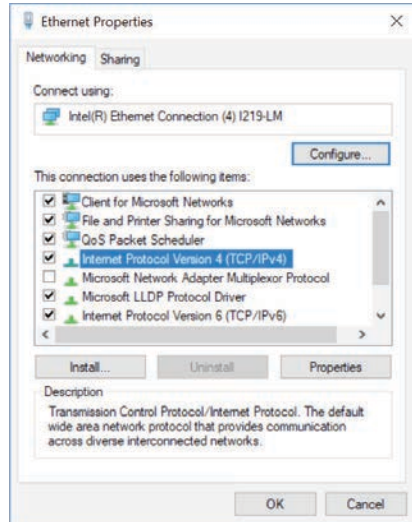 Ethernet Properties
Networking Sharing
Connect using:
Intel(R) Ethernet Connection (4) I219-LM
Configure...
This connection uses the following items:
Client for Microsoft Networks
File and Printer Sharing for Microsoft Networks
QoS Packet Scheduler
Internet Protocol Version 4 (TCP/IPv4)
Microsoft Network Adapter Multiplexor Protocol
Microsoft LLDP Protocol Driver
Internet Protocol Version 6 (TCP/IPv6)
Install... Uninstall Properties
Description
Transmission Control Protocol/Internet Protocol. The default
wide area network protocol that provides communication
across diverse interconnected networks.
OK Cancel